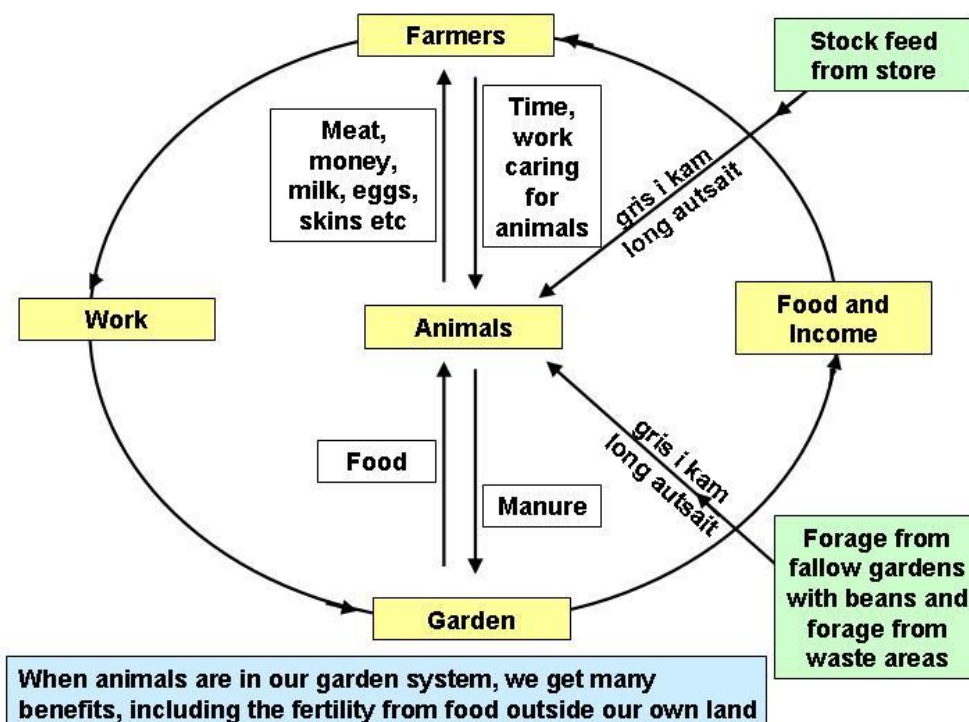 Farmers
Stock feed
from store
Meat,
money,
milk, eggs,
skins etc
Time,
work
caring
for
animals
gris i kam
long autsait
Work
Animals
Food and
Income
Food
Manure
gris i kam
long autsait
Forage from
fallow gardens
with beans and
forage from
waste areas
Garden
When animals are in our garden system, we get many
benefits, including the fertility from food outside our own land